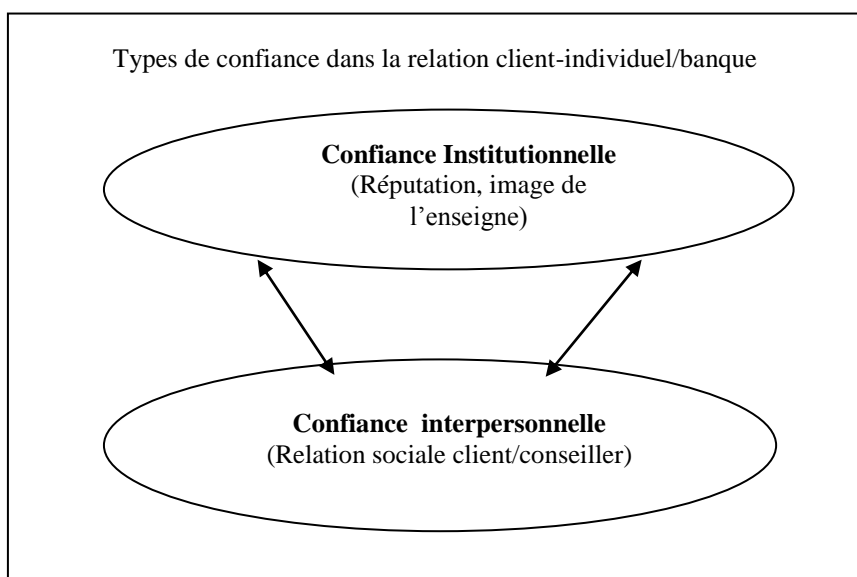 Types de confiance dans la relation client-individuel/banque
Confiance Institutionnelle
(Réputation, image de
l’enseigne)
Confiance interpersonnelle
(Relation sociale client/conseiller)